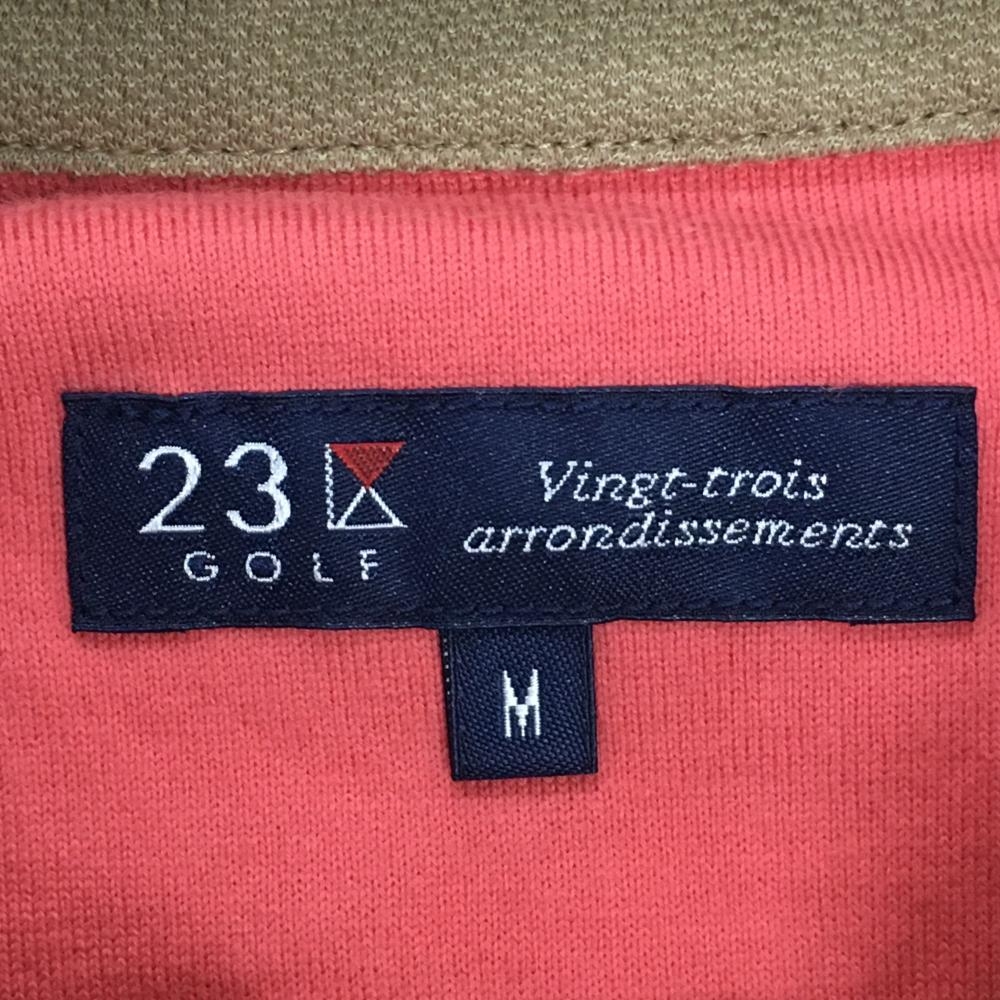 23
GOLF
Vingt-trois
arrondissements
M